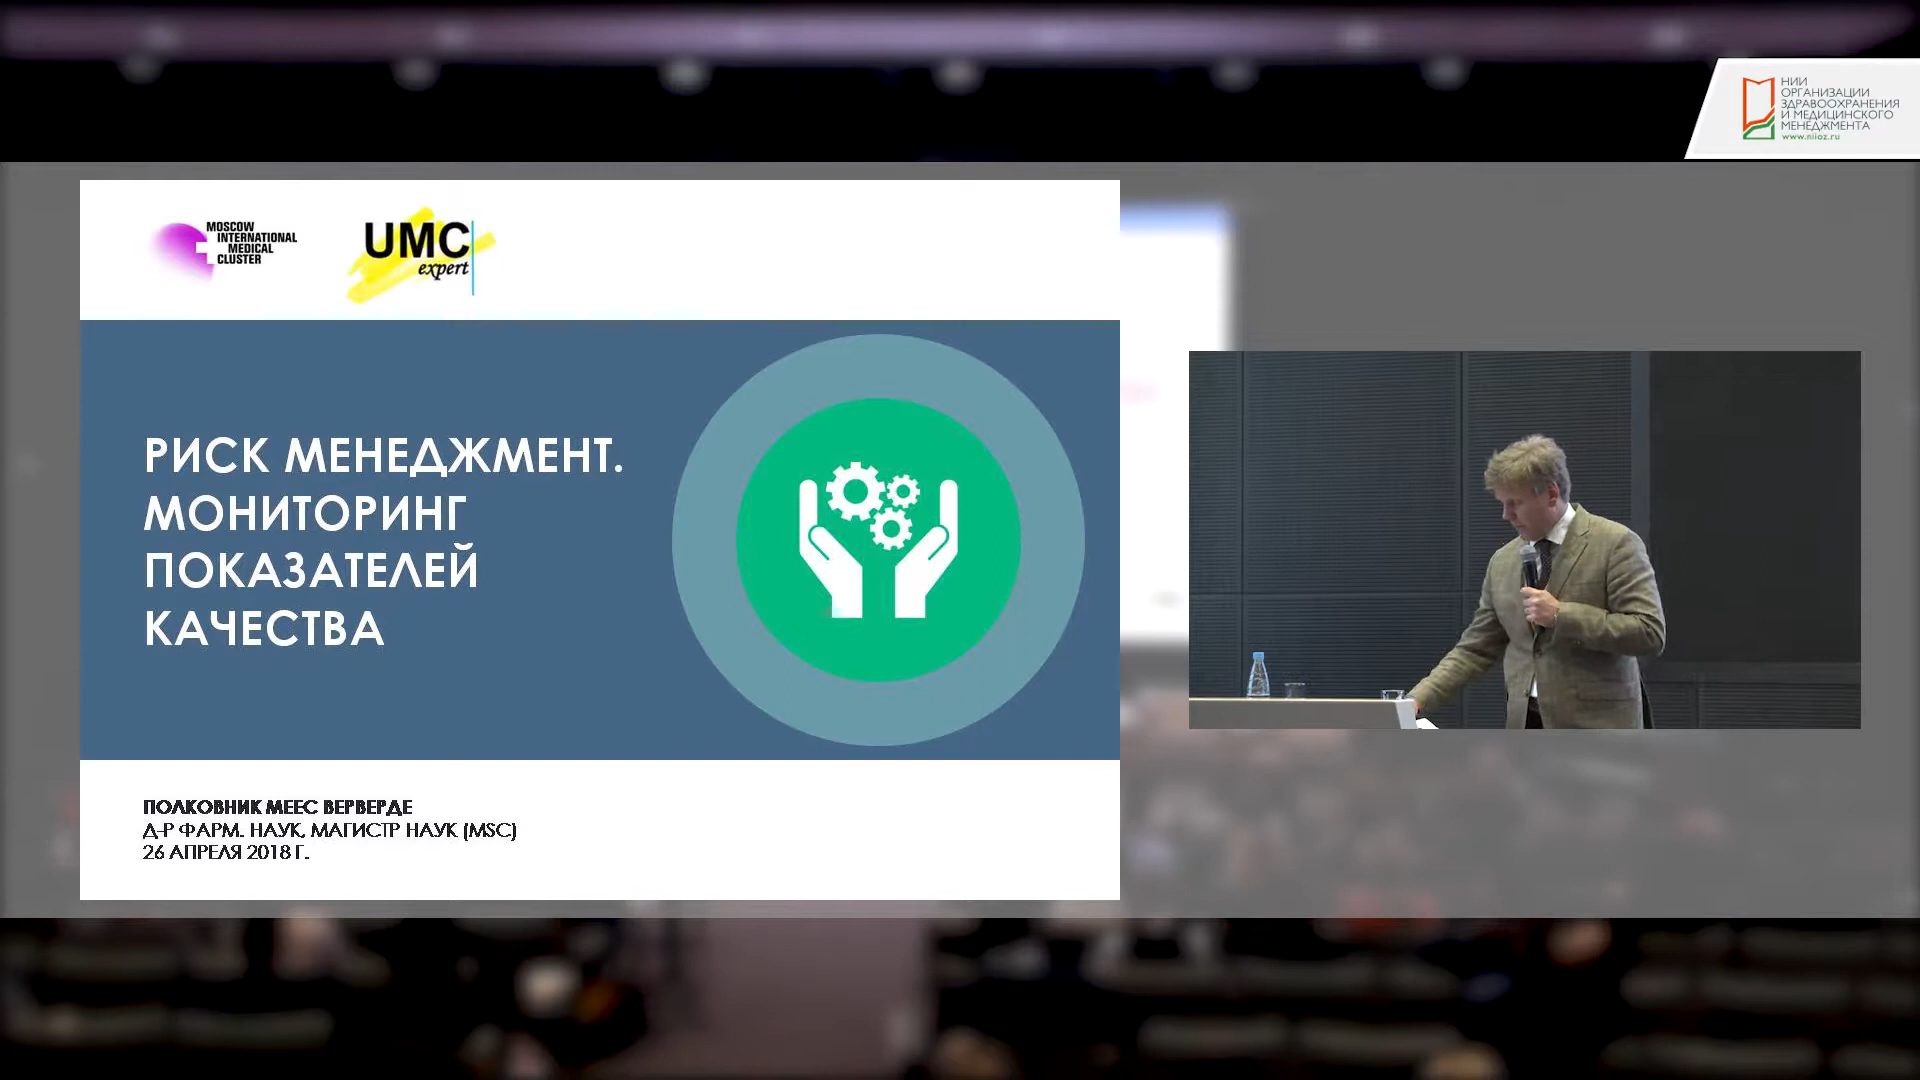 НИИ
ОРГАНИЗАЦИИ
ЗДРАВООХРАНЕНИЯ
И МЕДИЦИНСКОГО
МЕНЕДЖМЕНТА
www.niioz.ru
MOSCOW
INTERNATIONAL
MEDICAL
CLUSTER
UMC
expert
РИСК МЕНЕДЖМЕНТ.
МОНИТОРИНГ
ПОКАЗАТЕЛЕЙ
КАЧЕСТВА
ПОЛКОВНИК МЕЕС ВЕРВЕРДЕ
Д-Р ФАРМ. НАУК, МАГИСТР НАУК (MSC)
26 АПРЕЛЯ 2018 Г.